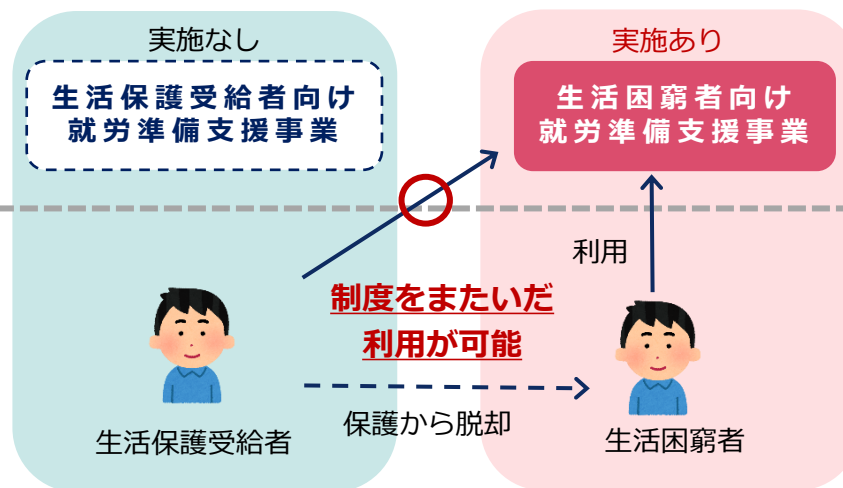 実施なし
生活保護受給者向け
就労準備支援事業
実施あり
生活困窮者向け
就労準備支援事業
利用
制度をまたいだ
利用が可能
保護から脱却
生活保護受給者
生活困窮者